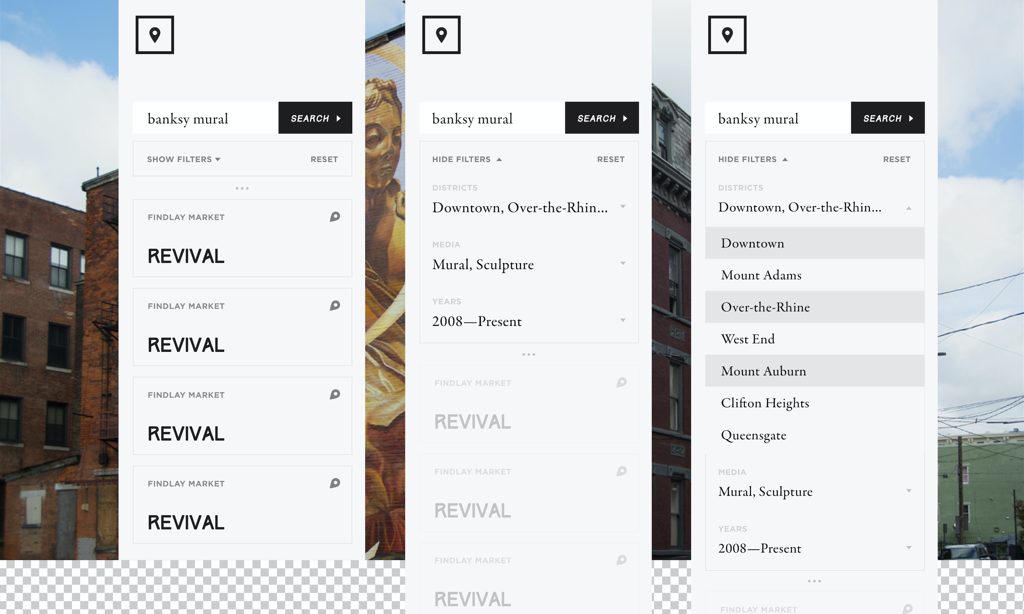 banksy mural
SEARCH
SHOW FILTERS
RESET
FINDLAY MARKET
REVIVAL
FINDLAY MARKET
REVIVAL
FINDLAY MARKET
REVIVAL
FINDLAY MARKET
REVIVAL
banksy mural
SEARCH
HIDE FILTERS
RESET
DISTRICTS
Downtown, Over-the-Rhin...
MEDIA
Mural, Sculpture
YEARS
2008—Present
FINDLAY MARKET
REVIVAL
FINDLAY MARKET
REVIVAL
FINDLAY MARKET
REVIVAL
banksy mural
SEARCH
HIDE FILTERS
RESET
DISTRICTS
Downtown, Over-the-Rhin...
Downtown
Mount Adams
Over-the-Rhine
West End
Mount Auburn
Clifton Heights
Queensgate
MEDIA
Mural, Sculpture
YEARS
2008—Present
FINDLAY MARKET